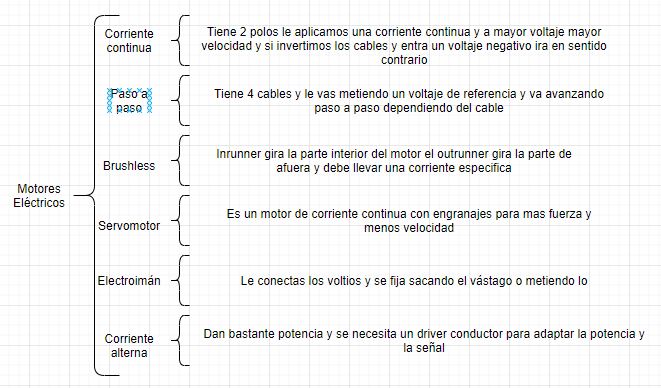 Corriente
continua
Tiene 2 polos le aplicamos una corriente continua y a mayor voltaje mayor
velocidad y si invertimos los cables y entra un voltaje negativo ira en sentido
contrario
Paso a
paso
Tiene 4 cables y le vas metiendo un voltaje de referencia y va avanzando
paso a paso dependiendo del cable
Brushless
Inrunner gira la parte interior del motor el outrunner gira la parte de
afuera y debe llevar una corriente especifica
Motores
Eléctricos
Servomotor
Es un motor de corriente continua con engranajes para mas fuerza y
menos velocidad
Electroimán
Le conectas los voltios y se fija sacando el vástago o metiendo lo
Corriente
alterna
Dan bastante potencia y se necesita un driver conductor para adaptar la potencia y
la señal